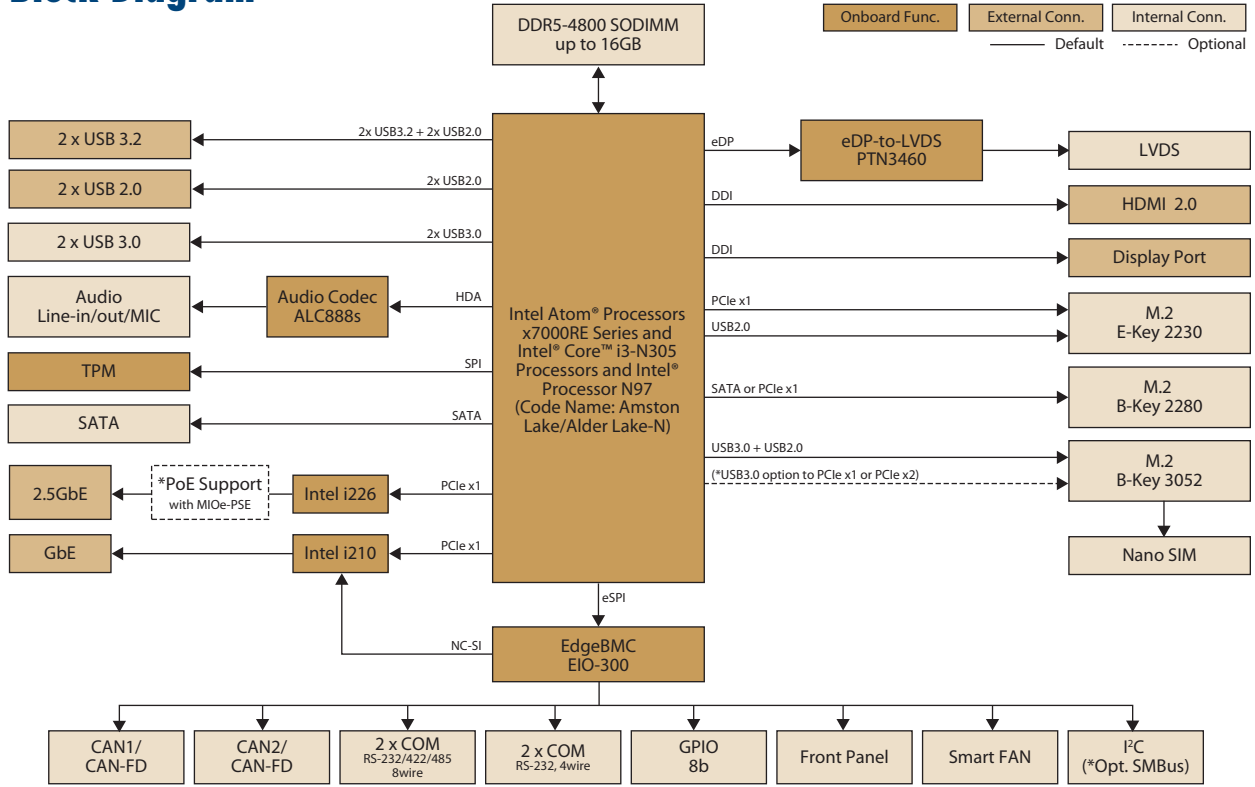 Block Diagram
DDR5-4800 SODIMM
up to 16GB
Onboard Func.
External Conn.
Internal Conn.
Default
Optional
2 x USB 3.2
2x USB3.2 + 2x USB2.0
2 x USB 2.0
2x USB2.0
2 x USB 3.0
2x USB3.0
Audio
Line-in/out/MIC
Audio Codec
ALC888s
HDA
TPM
SPI
SATA
SATA
2.5GbE
*PoE Support
with MIOe-PSE
Intel i226
PCIe x1
GbE
Intel i210
PCIe x1
Intel Atom® Processors
x7000RE Series and
Intel® Core™ i3-N305
Processors and Intel®
Processor N97
(Code Name: Amston
Lake/Alder Lake-N)
eDP
eDP-to-LVDS
PTN3460
LVDS
DDI
HDMI 2.0
DDI
Display Port
PCIe x1
USB2.0
M.2
E-Key 2230
SATA or PCIe x1
M.2
B-Key 2280
USB3.0 + USB2.0
(*USB3.0 option to PCIe x1 or PCIe x2)
M.2
B-Key 3052
Nano SIM
eSPI
NC-SI
EdgeBMC
EIO-300
CAN1/
CAN-FD
CAN2/
CAN-FD
2 x COM
RS-232/422/485
8wire
2 x COM
RS-232, 4wire
GPIO
8b
Front Panel
Smart FAN
I²C
(*Opt. SMBus)